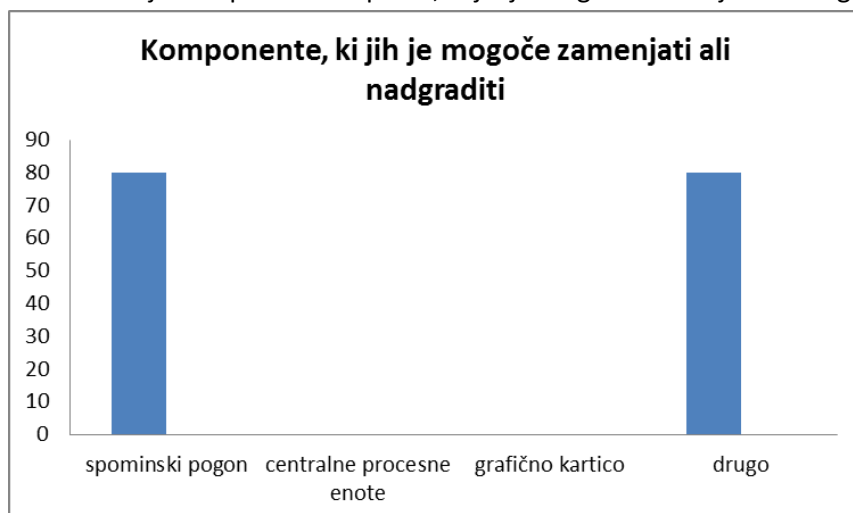 Komponente, ki jih je mogoče zamenjati ali
nadgraditi
90
80
70
60
50
40
30
20
10
0
spominski pogon
centralne procesne
enote
grafično kartico
drugo